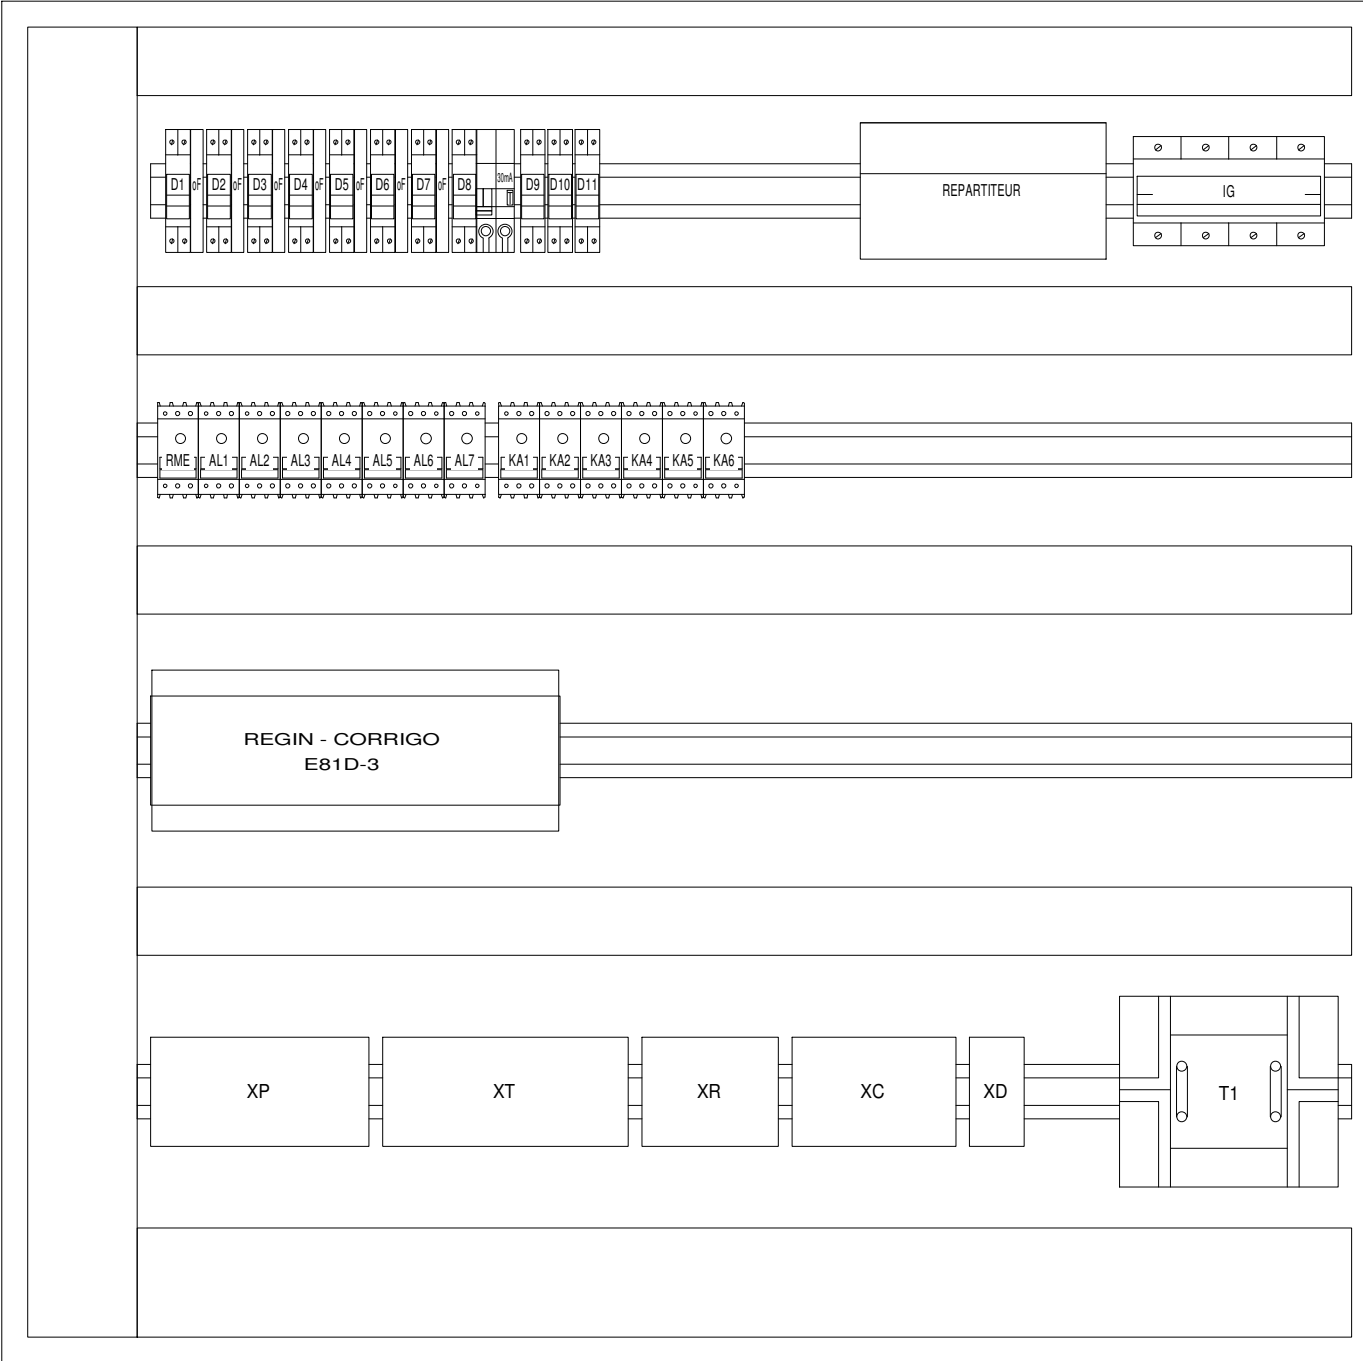 D1 oF D2 oF D3 oF D4 oF D5 oF D6 oF D7 oF D8 30mA D9 D10 D11
REPARTITEUR
IG
RME AL1 AL2 AL3 AL4 AL5 AL6 AL7 KA1 KA2 KA3 KA4 KA5 KA6
REGIN - CORRIGO
E81D-3
XP XT XR XC XD T1